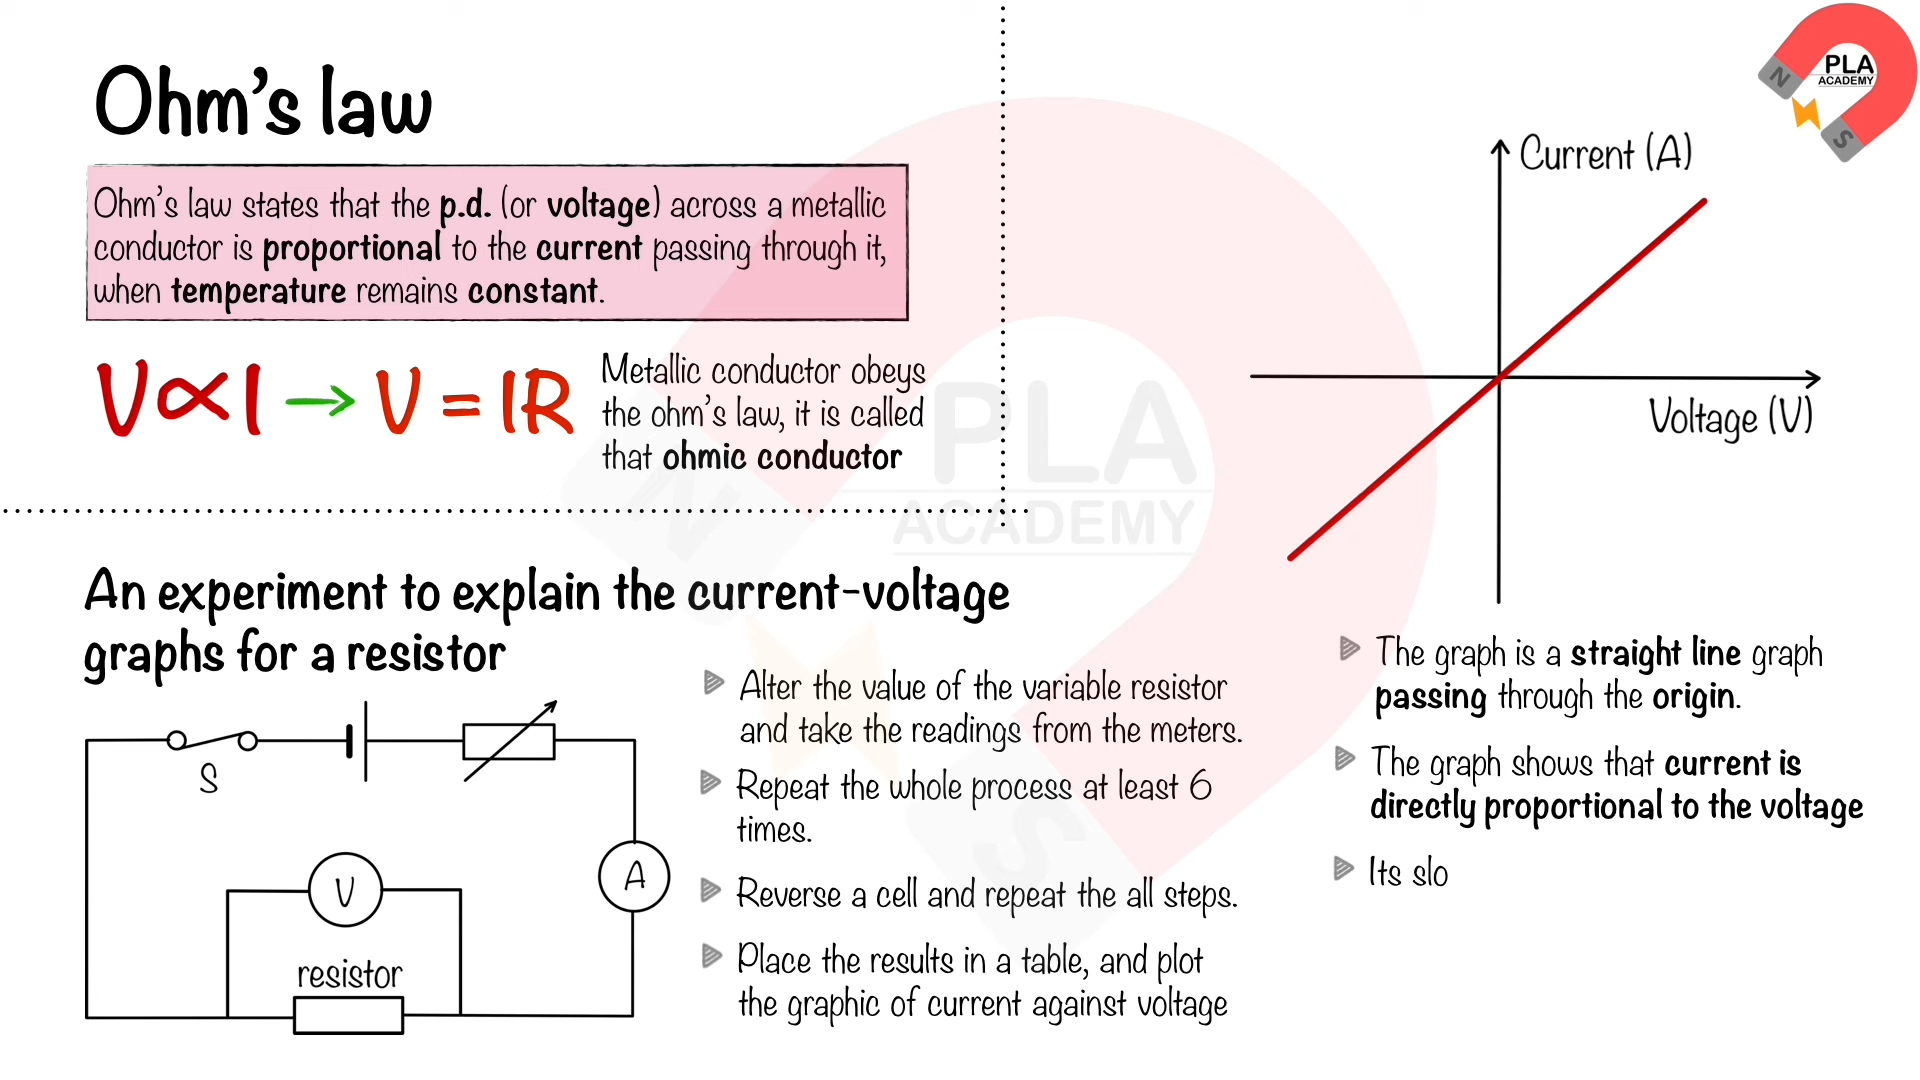 Ohm's law
Ohm's law states that the p.d. (or voltage) across a metallic
conductor is proportional to the current passing through it,
when temperature remains constant.
V∝I → V = IR
Metallic conductor obeys
the ohm's law, it is called
that ohmic conductor
An experiment to explain the current-voltage
graphs for a resistor
S
V
A
resistor
Alter the value of the variable resistor
and take the readings from the meters.
Repeat the whole process at least 6
times.
Reverse a cell and repeat the all steps.
Place the results in a table, and plot
the graphic of current against voltage
Current (A)
Voltage (V)
The graph is a straight line graph
passing through the origin.
The graph shows that current is
directly proportional to the voltage
Its slo
PLA
ACADEMY
N
S
PLA
ACADEMY
N
S